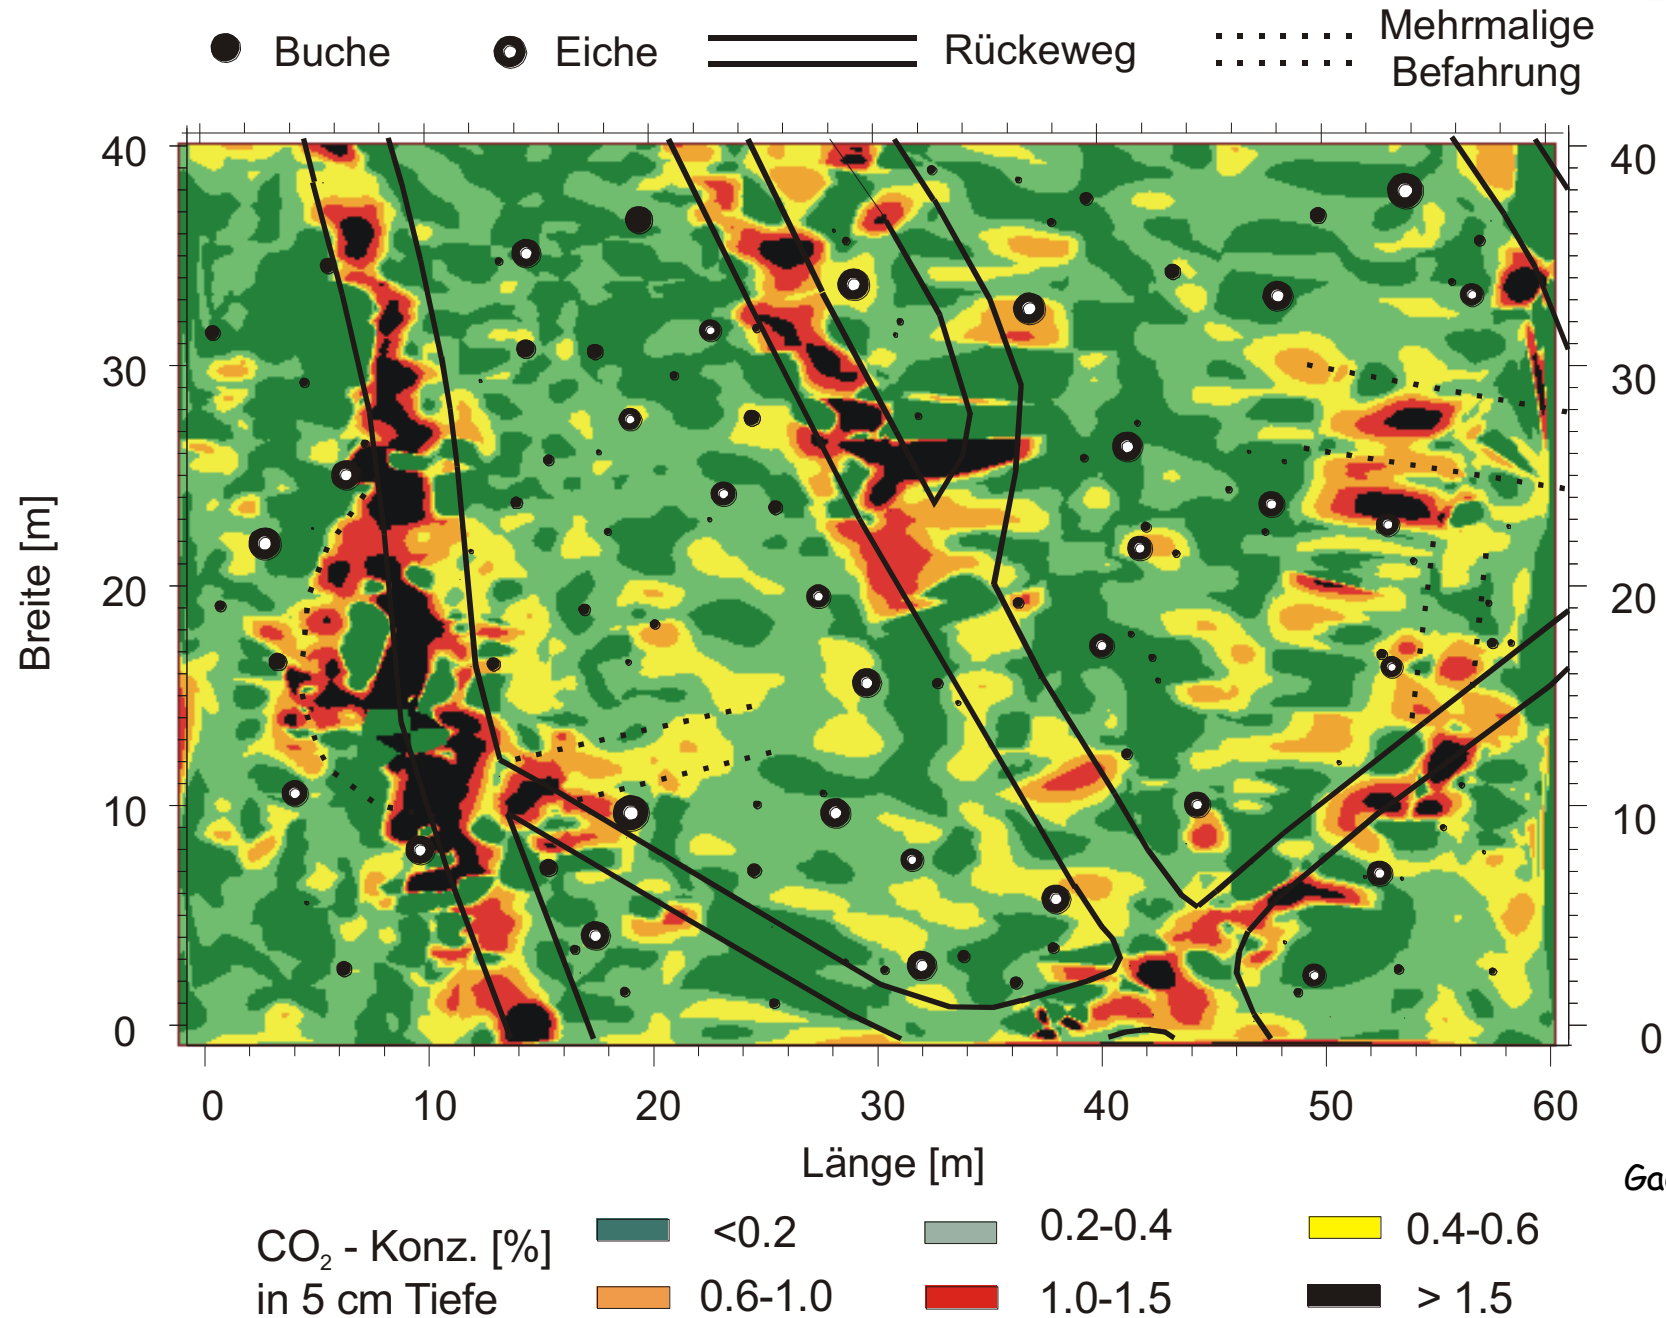 Buche
Eiche
Rückeweg
Mehrmalige
Befahrung
40
30
20
10
0
Breite [m]
40
30
20
10
0
0 10 20 30 40 50 60
Länge [m]
CO2 - Konz. [%]
in 5 cm Tiefe
<0.2
0.2-0.4
0.4-0.6
0.6-1.0
1.0-1.5
> 1.5